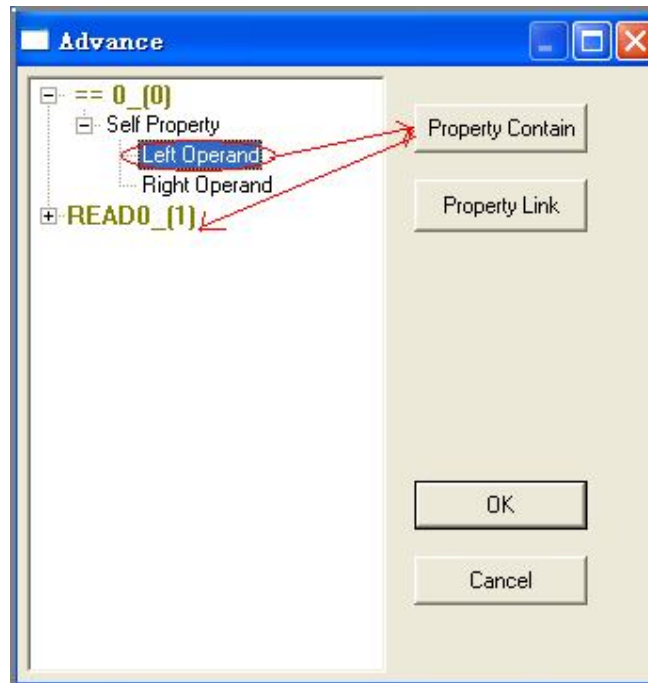 Advance
== 0_(0)
Self Property
Left Operand
Right Operand
READ0_(1)
Property Contain
Property Link
OK
Cancel